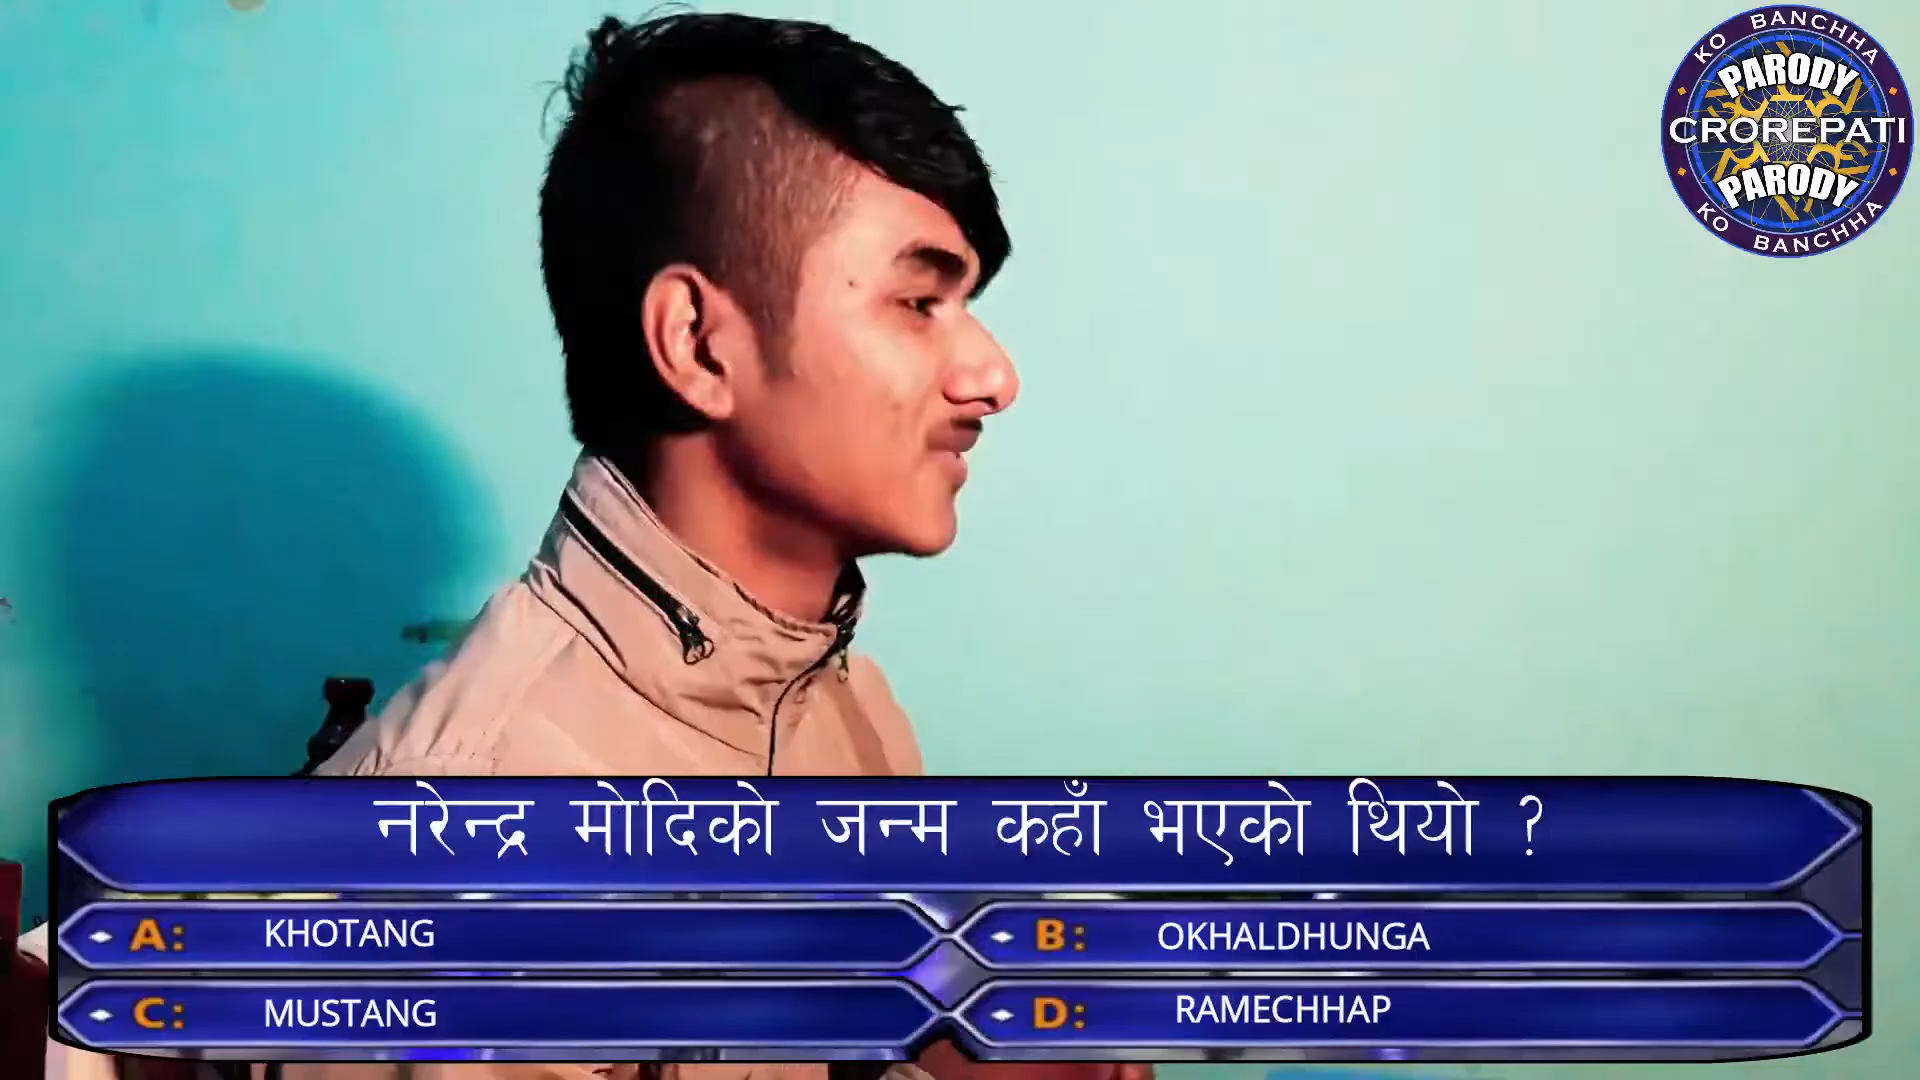 KO BANCHHA
PARODY
CROREPATI
PARODY
KO BANCHHA
नरेन्द्र मोदिको जन्म कहाँ भएको थियो ?
A: KHOTANG
B: OKHALDHUNGA
C: MUSTANG
D: RAMECHHAP